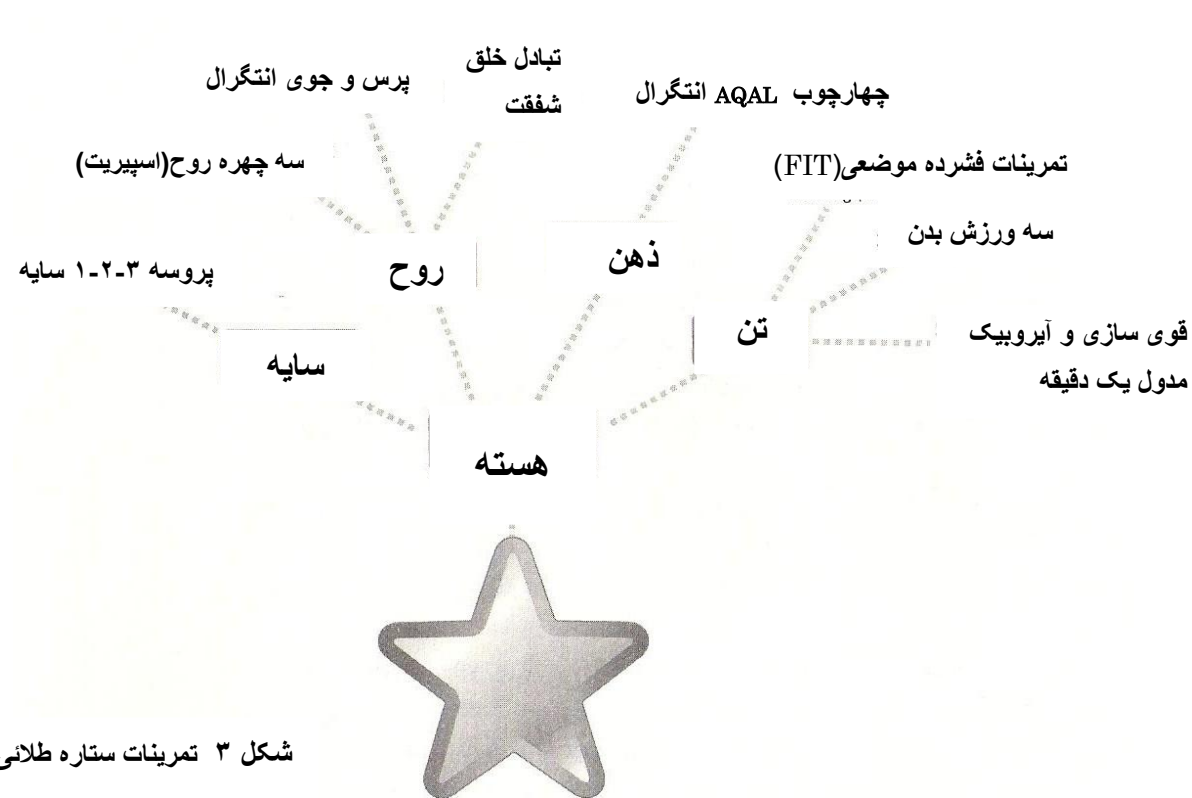 تبادل خلق
شفقت
پرس و جوی انتگرال
چهارچوب AQAL انتگرال
سه چهره روح(اسپیریت)
تمرینات فشرده موضعی(FIT)
سه ورزش بدن
پروسه ۳-۲-۱ سایه
روح
ذهن
تن
قوی سازی و آیروبیک
مدول یک دقیقه
سایه
هسته
شکل ۳ تمرینات ستاره طلائی